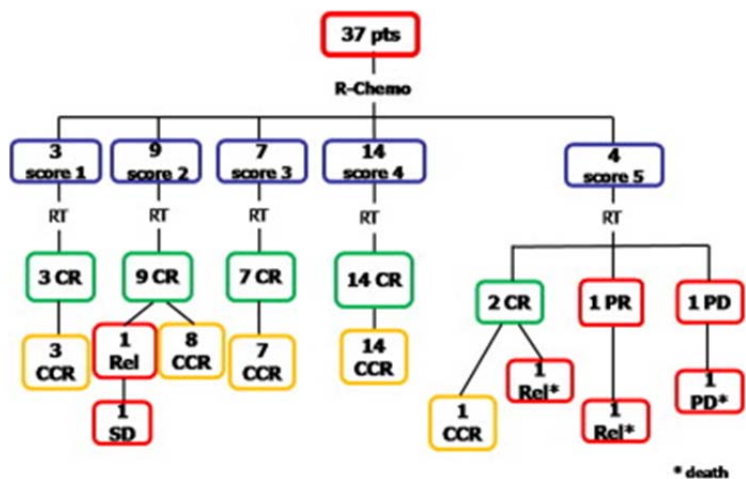 37 pts
R-Chemo
3 9 7 14 4
score 1 score 2 score 3 score 4 score 5
RT RT RT RT RT
3 CR 9 CR 7 CR 14 CR 2 CR 1 PR 1 PD
3 1 8 7 14 1 1
CCR Rel CCR CCR CCR Rel* PD*
1 1 1
SD CCR Rel*
* death